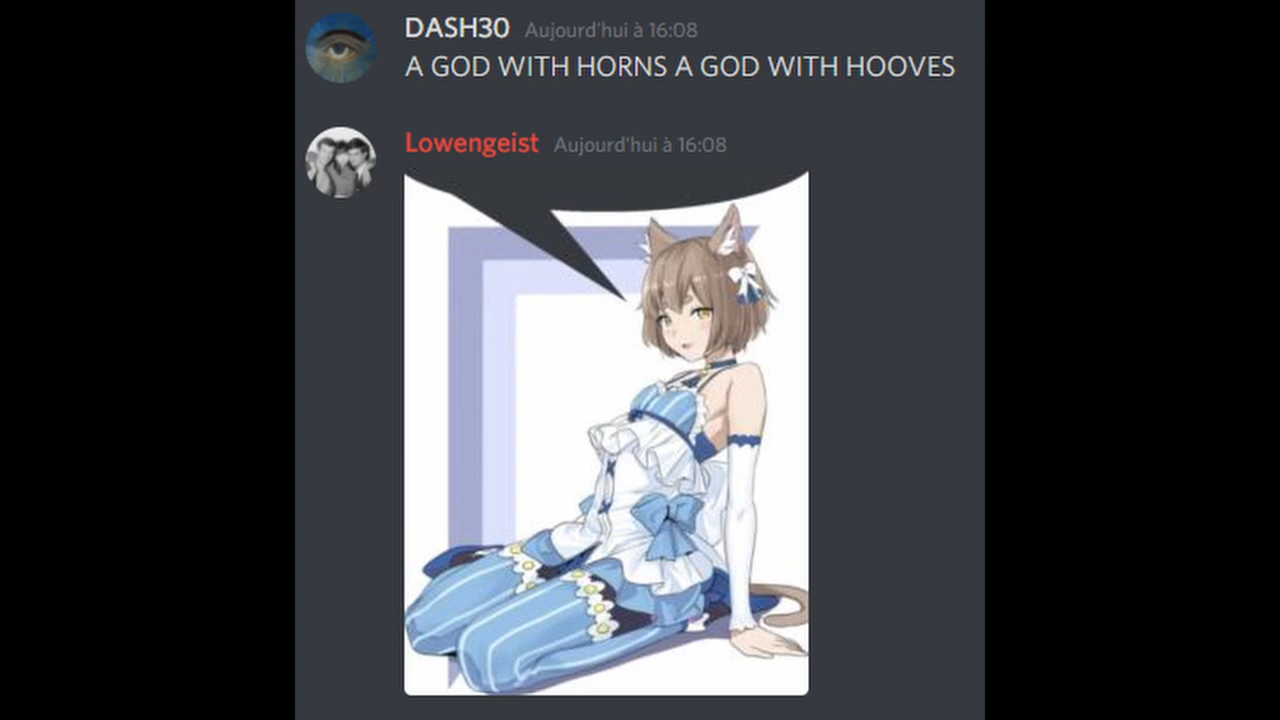 DASH30 Aujourd'hui à 16:08
A GOD WITH HORNS A GOD WITH HOOVES
Lowengeist Aujourd'hui à 16:08